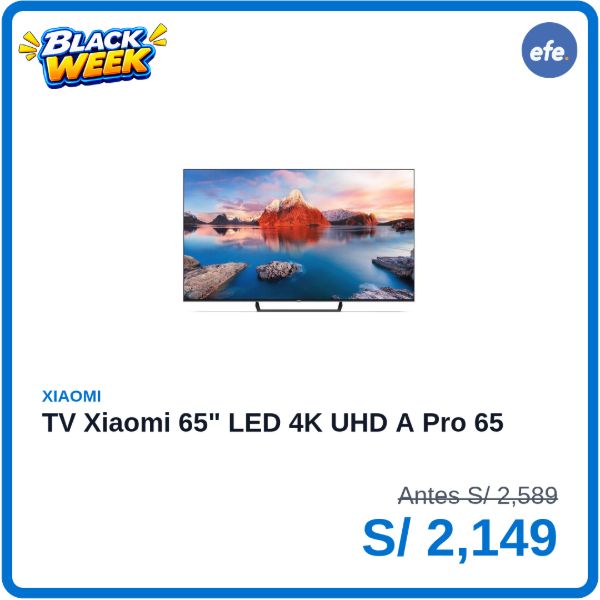 BLACK
WEEK
efe.
XIAOMI
TV Xiaomi 65" LED 4K UHD A Pro 65
Antes S/ 2,589
S/ 2,149